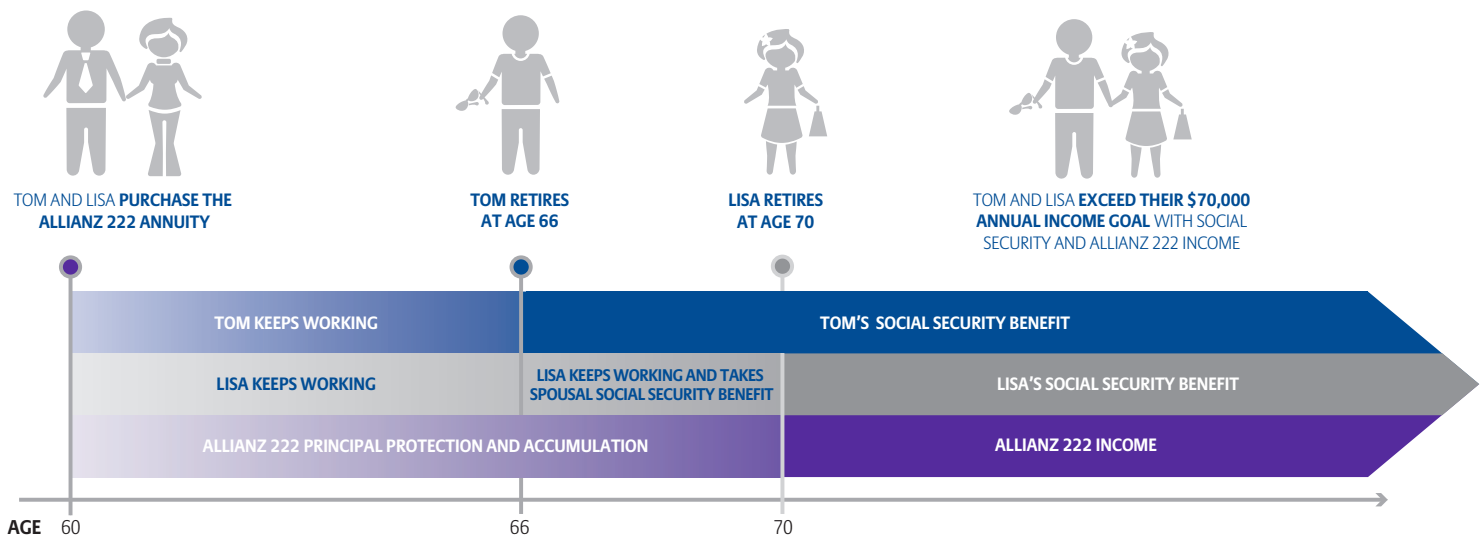 TOM AND LISA PURCHASE THE
ALLIANZ 222 ANNUITY
TOM RETIRES
AT AGE 66
LISA RETIRES
AT AGE 70
TOM AND LISA EXCEED THEIR $70,000
ANNUAL INCOME GOAL WITH SOCIAL
SECURITY AND ALLIANZ 222 INCOME
TOM KEEPS WORKING
TOM'S SOCIAL SECURITY BENEFIT
LISA KEEPS WORKING
LISA KEEPS WORKING AND TAKES
SPOUSAL SOCIAL SECURITY BENEFIT
LISA'S SOCIAL SECURITY BENEFIT
ALLIANZ 222 PRINCIPAL PROTECTION AND ACCUMULATION
ALLIANZ 222 INCOME
AGE 60 66 70